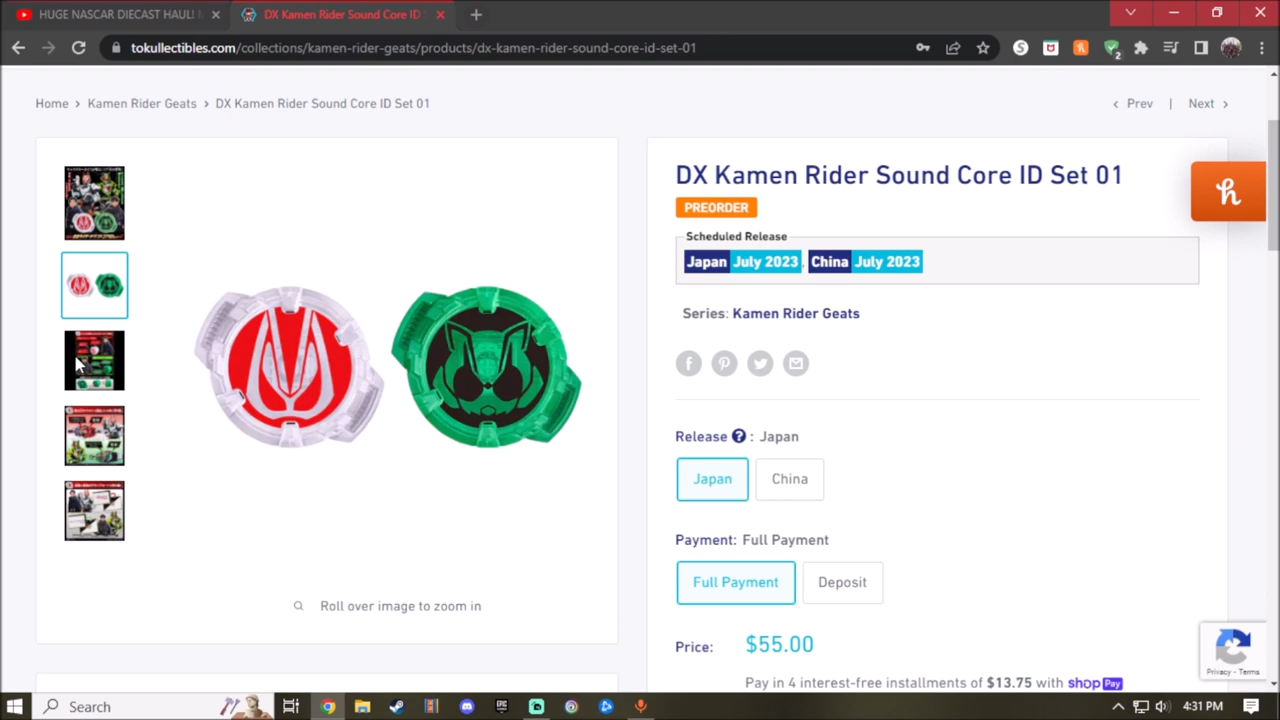 HUGE NASCAR DIECAST HAUL!
DX Kamen Rider Sound Core ID S
tokullectibles.com/collections/kamen-rider-geats/products/dx-kamen-rider-sound-core-id-set-01
2
Home > Kamen Rider Geats > DX Kamen Rider Sound Core ID Set 01
< Prev | Next >
DX Kamen Rider Sound Core ID Set 01
PREORDER
Scheduled Release
Japan July 2023, China July 2023
Series: Kamen Rider Geats
Release ? : Japan
Japan China
Payment: Full Payment
Full Payment Deposit
Roll over image to zoom in
Price: $55.00
Pay in 4 interest-free installments of $13.75 with shop Pay
Privacy - Terms
Search
EPIC
4:31 PM